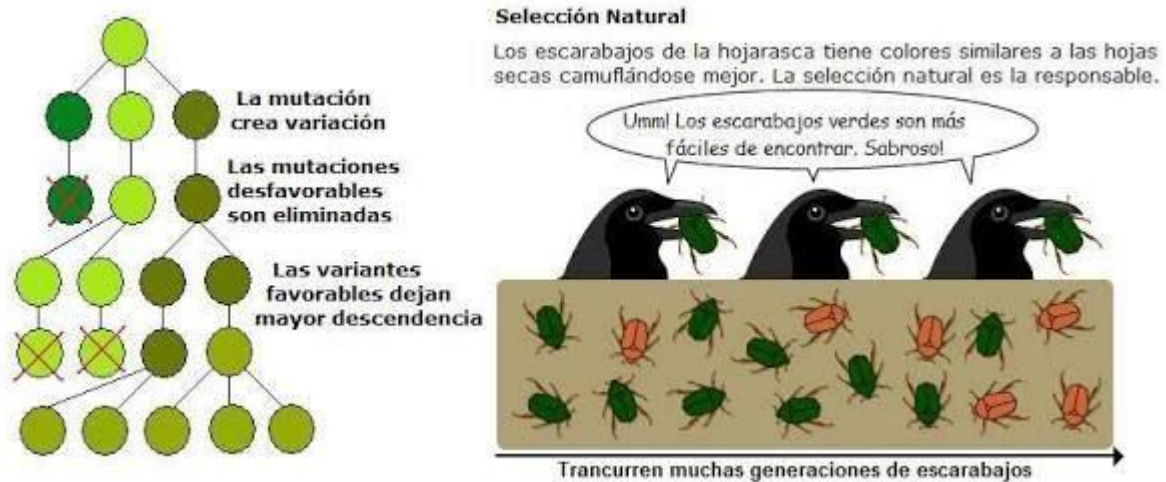 La mutación
crea variación
Las mutaciones
desfavorables
son eliminadas
Las variantes
favorables dejan
mayor descendencia
Selección Natural
Los escarabajos de la hojarasca tiene colores similares a las hojas
secas camuflándose mejor. La selección natural es la responsable.
Umm! Los escarabajos verdes son más
fáciles de encontrar. Sabroso!
Trancurren muchas generaciones de escarabajos